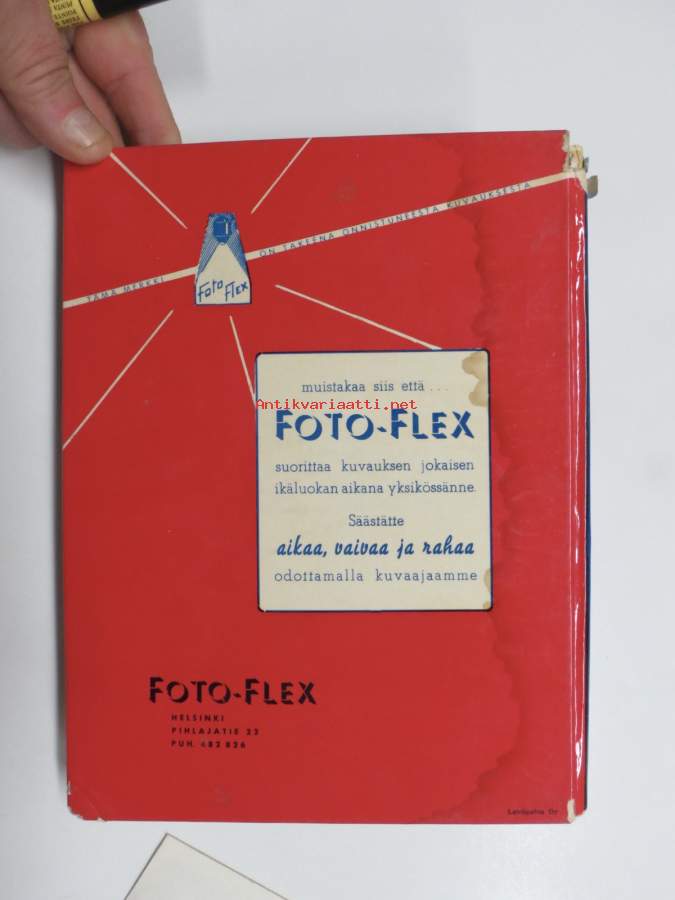 TÄMÄ MERKKI ON TAKEENA ONNISTUNEESTA KUVAUKSESTA
FOTO FLEX
muistakaa siis että . . .
Antikvariaatti.net
FOTO-FLEX
suorittaa kuvauksen jokaisen
ikäluokan aikana yksikössänne.
Säästätte
aikaa, vaivaa ja rahaa
odottamalla kuvaajaamme
FOTO-FLEX
HELSINKI
PIHLAJATIE 23
PUH. 482 826
Oy